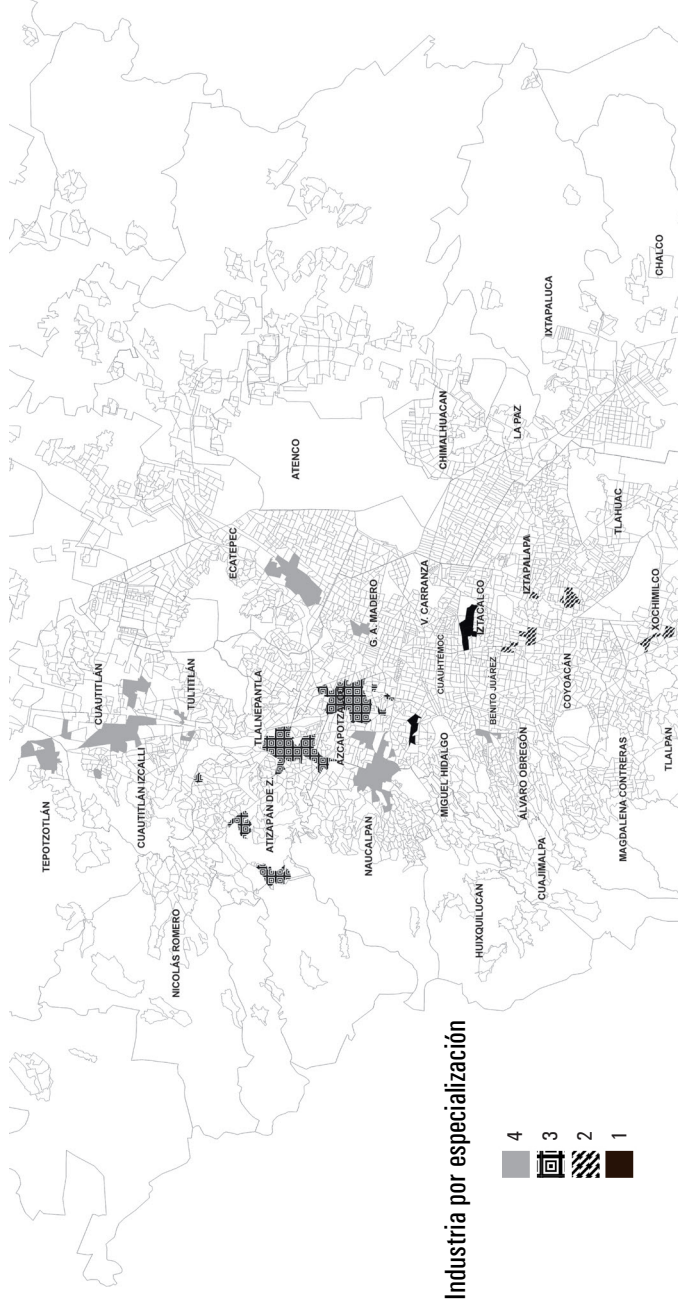 TEPOTZOTLÁN
CUAUTITLÁN
CUAUTITLÁN IZCALLI
TULTITLÁN
NICOLÁS ROMERO
ECATEPEC
TLALNEPANTLA
ATIZAPÁN DE Z.
ATENCO
AZCAPOTZALCO
G. A. MADERO
NAUCALPAN
CHIMALHUACAN
V. CARRANZA
CUAUHTÉMOC
MIGUEL HIDALGO
IZTACALCO
HUIXQUILUCAN
BENITO JUÁREZ
LA PAZ
IZTAPALAPA
ÁLVARO OBREGÓN
CUAJIMALPA
IXTAPALUCA
COYOACÁN
TLAHUAC
MAGDALENA CONTRERAS
XOCHIMILCO
TLALPAN
CHALCO
Industria por especialización
4
3
2
1